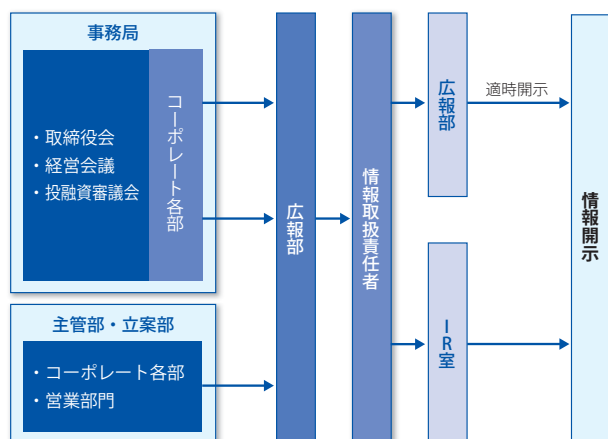 事務局
・取締役会
・経営会議
・投融資審議会
コーポレート各部
主管部・立案部
・コーポレート各部
・営業部門
広報部
情報取扱責任者
広報部
適時開示
IR室
情報開示